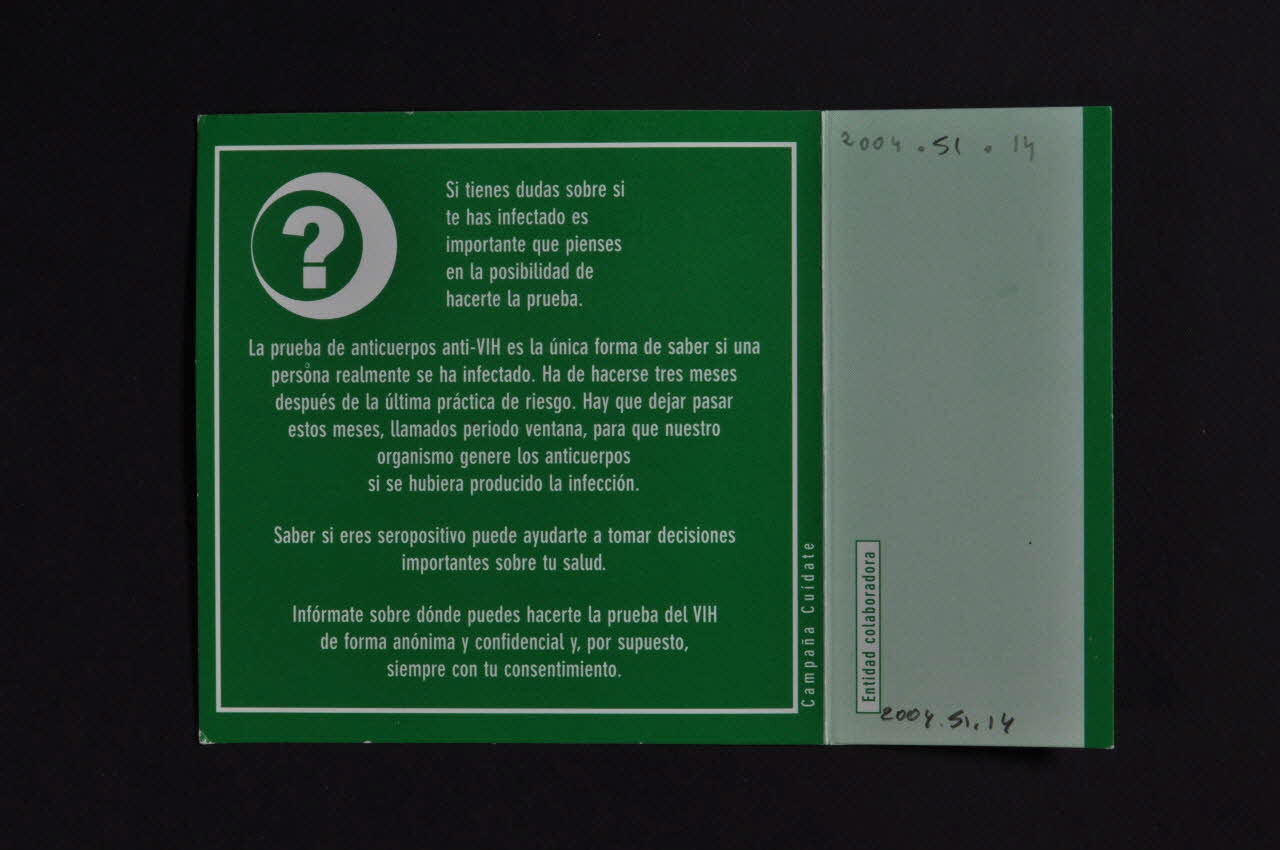 ?
Si tienes dudas sobre si
te has infectado es
importante que pienses
en la posibilidad de
hacerte la prueba.
La prueba de anticuerpos anti-VIH es la única forma de saber si una
persona realmente se ha infectado. Ha de hacerse tres meses
después de la última práctica de riesgo. Hay que dejar pasar
estos meses, llamados periodo ventana, para que nuestro
organismo genere los anticuerpos
si se hubiera producido la infección.
Saber si eres seropositivo puede ayudarte a tomar decisiones
importantes sobre tu salud.
Infórmate sobre dónde puedes hacerte la prueba del VIH
de forma anónima y confidencial y, por supuesto,
siempre con tu consentimiento.
Campaña Cuídate
2004.51.14
Entidad colaboradora
2004.51.14